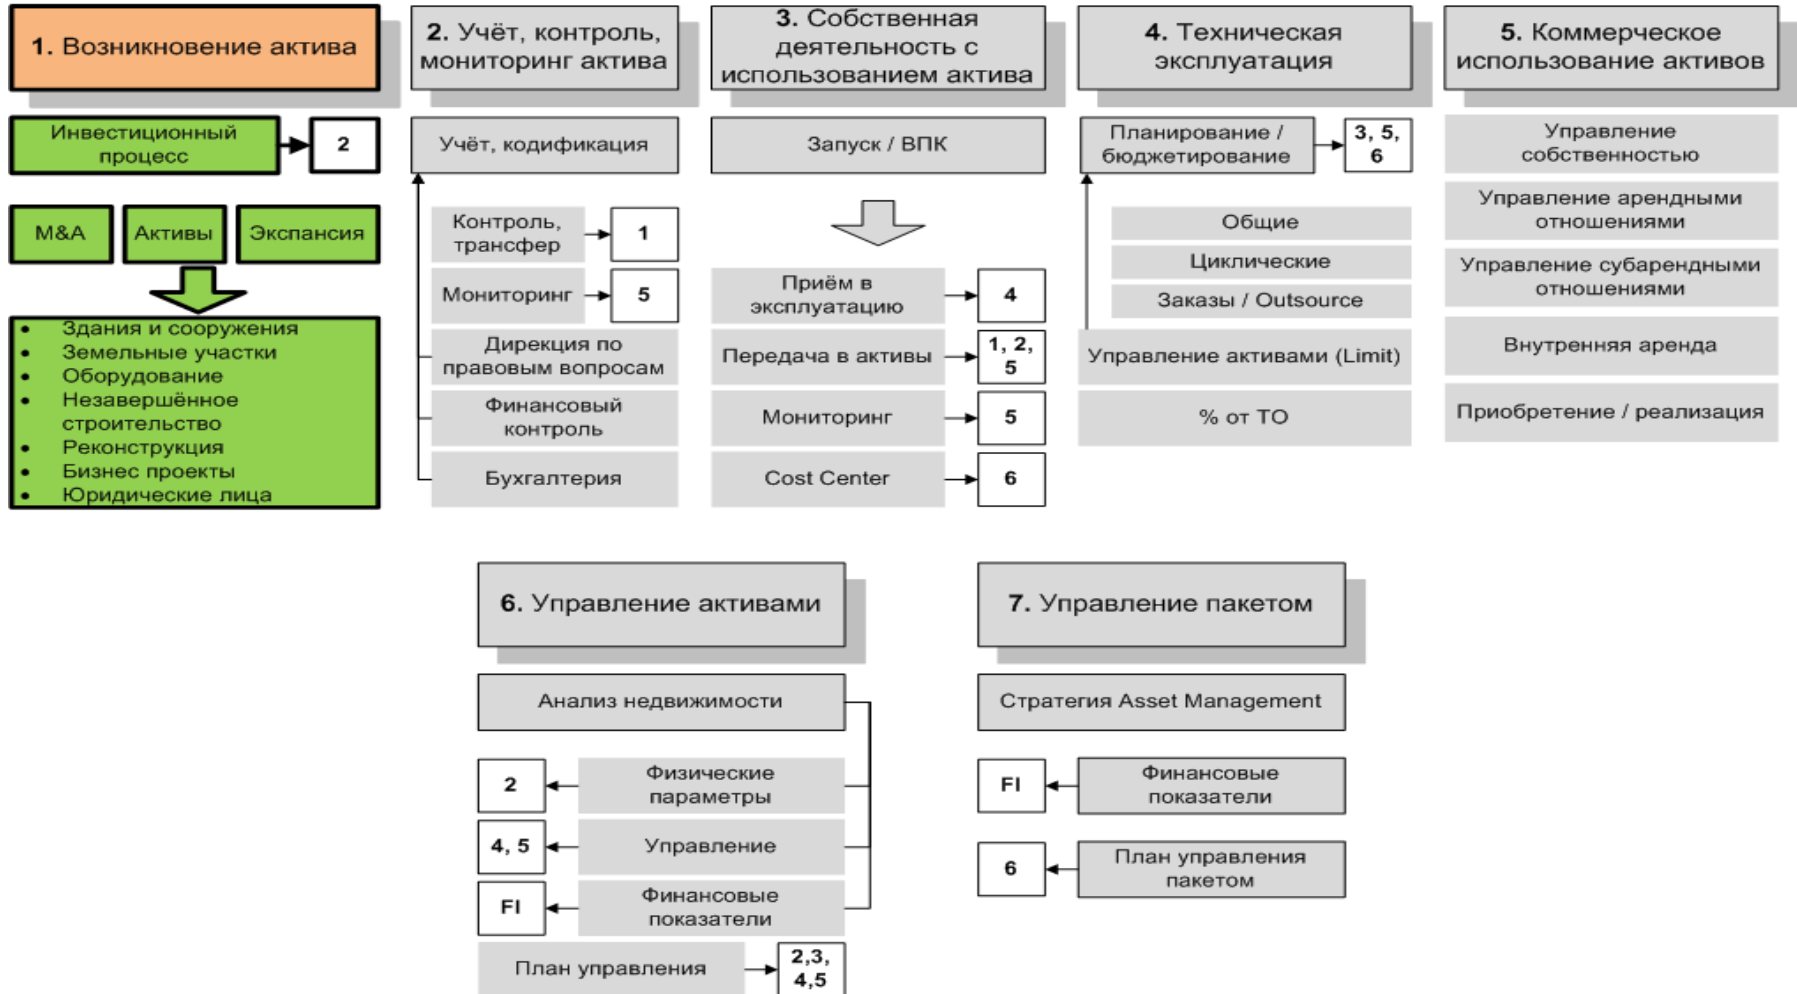 1. Возникновение актива
Инвестиционный
процесс
2
M&A
Активы
Экспансия
• Здания и сооружения
• Земельные участки
• Оборудование
• Незавершённое
строительство
• Реконструкция
• Бизнес проекты
• Юридические лица
2. Учёт, контроль,
мониторинг актива
Учёт, кодификация
Контроль,
трансфер
1
Мониторинг
5
Дирекция по
правовым вопросам
Финансовый
контроль
Бухгалтерия
3. Собственная
деятельность с
использованием актива
Запуск / ВПК
Приём в
эксплуатацию
4
Передача в активы
1, 2,
5
Мониторинг
5
Cost Center
6
4. Техническая
эксплуатация
Планирование /
бюджетирование
3, 5,
6
Общие
Циклические
Заказы / Outsource
Управление активами (Limit)
% от ТО
5. Коммерческое
использование активов
Управление
собственностью
Управление арендными
отношениями
Управление субарендными
отношениями
Внутренняя аренда
Приобретение / реализация
6. Управление активами
Анализ недвижимости
2
Физические
параметры
4, 5
Управление
FI
Финансовые
показатели
План управления
2,3,
4,5
7. Управление пакетом
Стратегия Asset Management
FI
Финансовые
показатели
6
План управления
пакетом